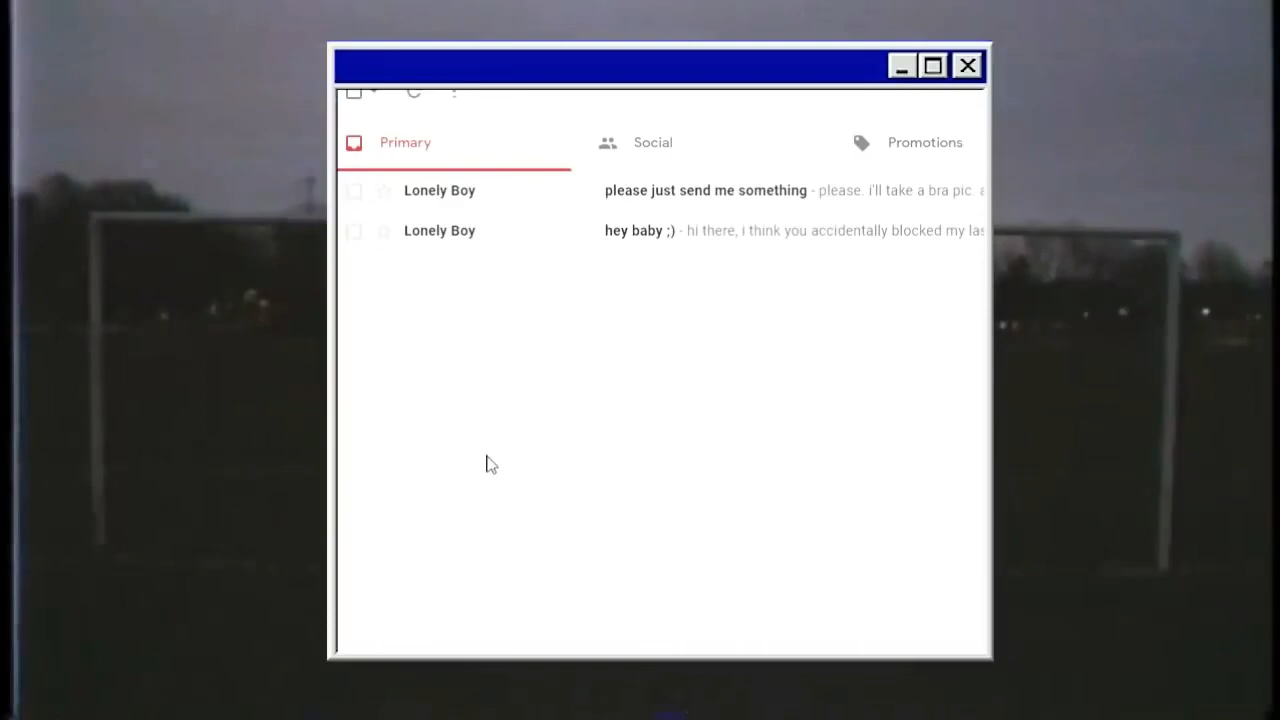 Primary
Social
Promotions
Lonely Boy
please just send me something - please. i'll take a bra pic.
Lonely Boy
hey baby ;) - hi there, i think you accidentally blocked my